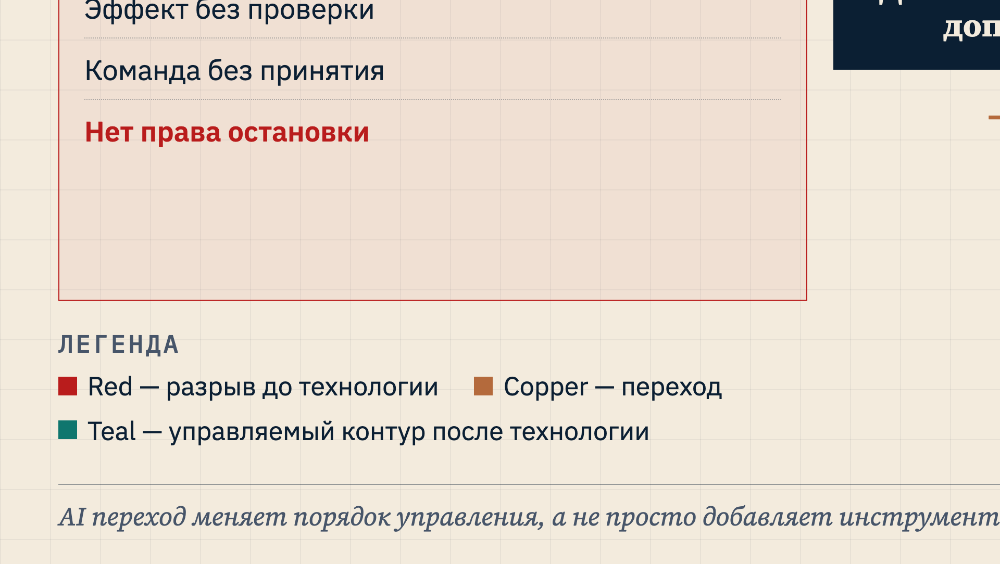 Эффект без проверки
Команда без принятия
Нет права остановки
ЛЕГЕНДА
Red — разрыв до технологии
Copper — переход
Teal — управляемый контур после технологии
AI переход меняет порядок управления, а не просто добавляет инструмент